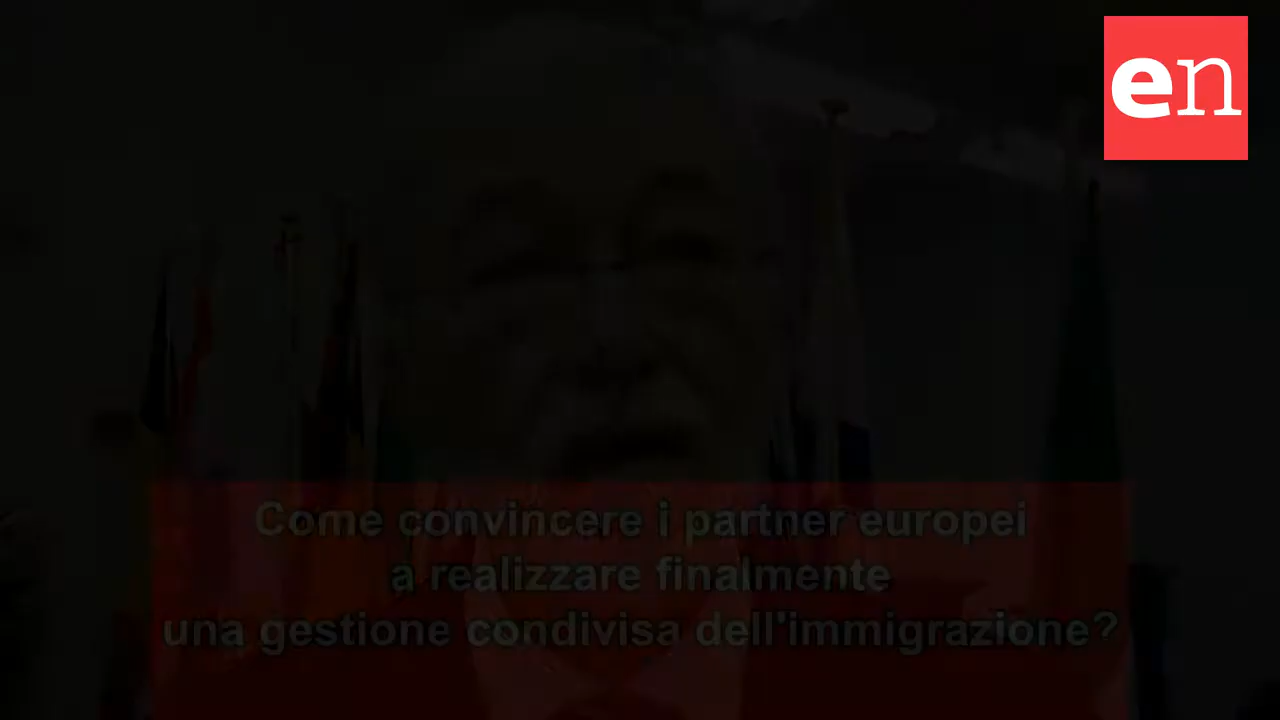 en
Come convincere i partner europei
a realizzare finalmente
una gestione condivisa dell'immigrazione?